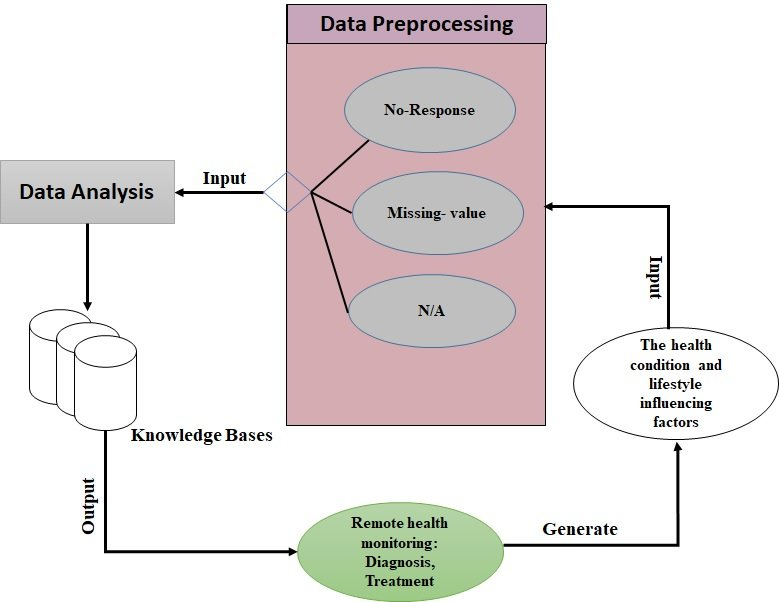 Data Preprocessing
No-Response
Data Analysis
Input
Missing- value
Input
N/A
The health
condition and
lifestyle
influencing
factors
Knowledge Bases
Output
Remote health
monitoring:
Diagnosis,
Treatment
Generate